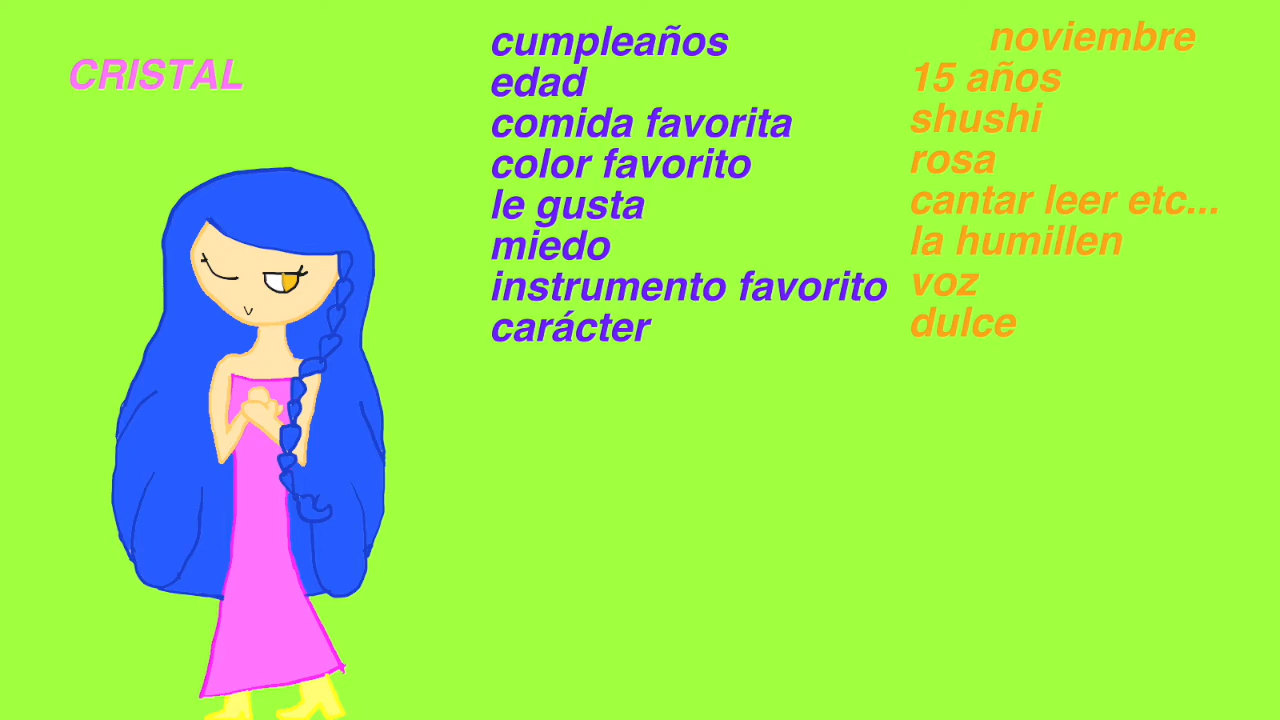 CRISTAL
cumpleaños noviembre
edad 15 años
comida favorita shushi
color favorito rosa
le gusta cantar leer etc...
miedo la humillen
instrumento favorito voz
carácter dulce